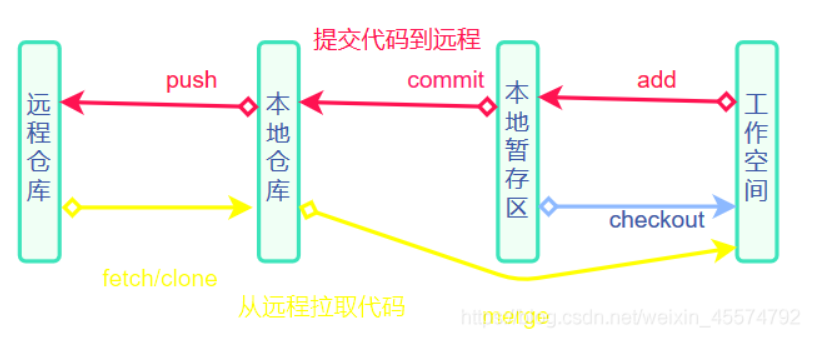 提交代码到远程
push
commit
add
远程仓库
本地仓库
本地暂存区
工作空间
checkout
fetch/clone
从远程拉取代码
merge
https://blog.csdn.net/weixin_45574792